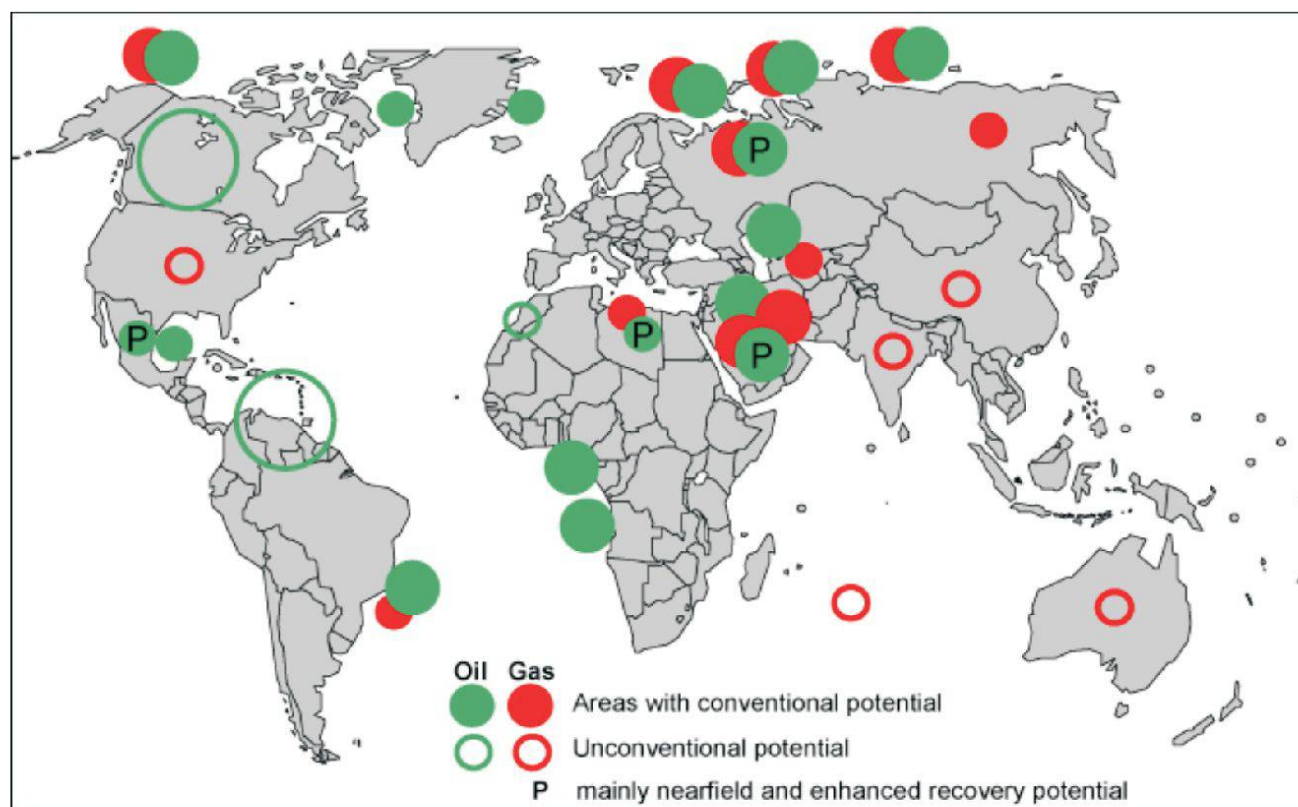 P
P
P
P
Oil Gas
Areas with conventional potential
Unconventional potential
P mainly nearfield and enhanced recovery potential